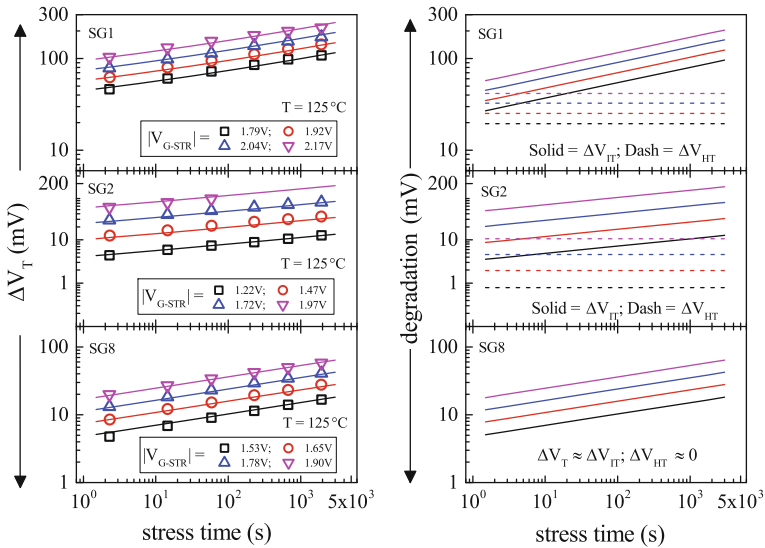 300
SG1
100
T = 125 °C
|V_G-STR| = 1.79V; 1.92V
2.04V; 2.17V
10
200
SG2
10
T = 125°C
1
|V_G-STR| = 1.22V; 1.47V
1.72V; 1.97V
100
SG8
10
T = 125 °C
|V_G-STR| = 1.53V; 1.65V
1.78V; 1.90V
1
10^0 10^1 10^2 10^3 5x10^3
stress time (s)
ΔV_T (mV)
300
SG1
100
10
Solid = ΔV_IT; Dash = ΔV_HT
200
SG2
10
1
Solid = ΔV_IT; Dash = ΔV_HT
100
SG8
10
ΔV_T ≈ ΔV_IT; ΔV_HT ≈ 0
1
10^0 10^1 10^2 10^3 5x10^3
stress time (s)
degradation (mV)